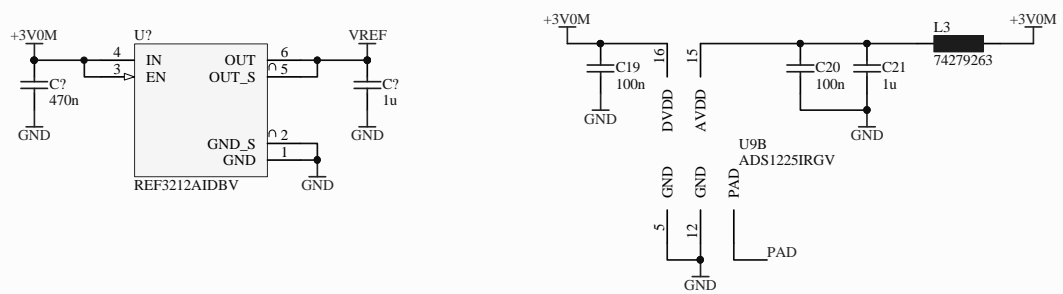 +3V0M
U?
VREF
4
IN
OUT
6
3
EN
OUT_S
5
C?
470n
C?
1u
GND
GND
GND_S
2
GND
1
GND
REF3212AIDBV
+3V0M
L3
+3V0M
74279263
16
15
C19
100n
C20
100n
C21
1u
GND
GND
DVDD
AVDD
U9B
ADS1225IRGV
GND
GND
PAD
5
12
PAD
GND